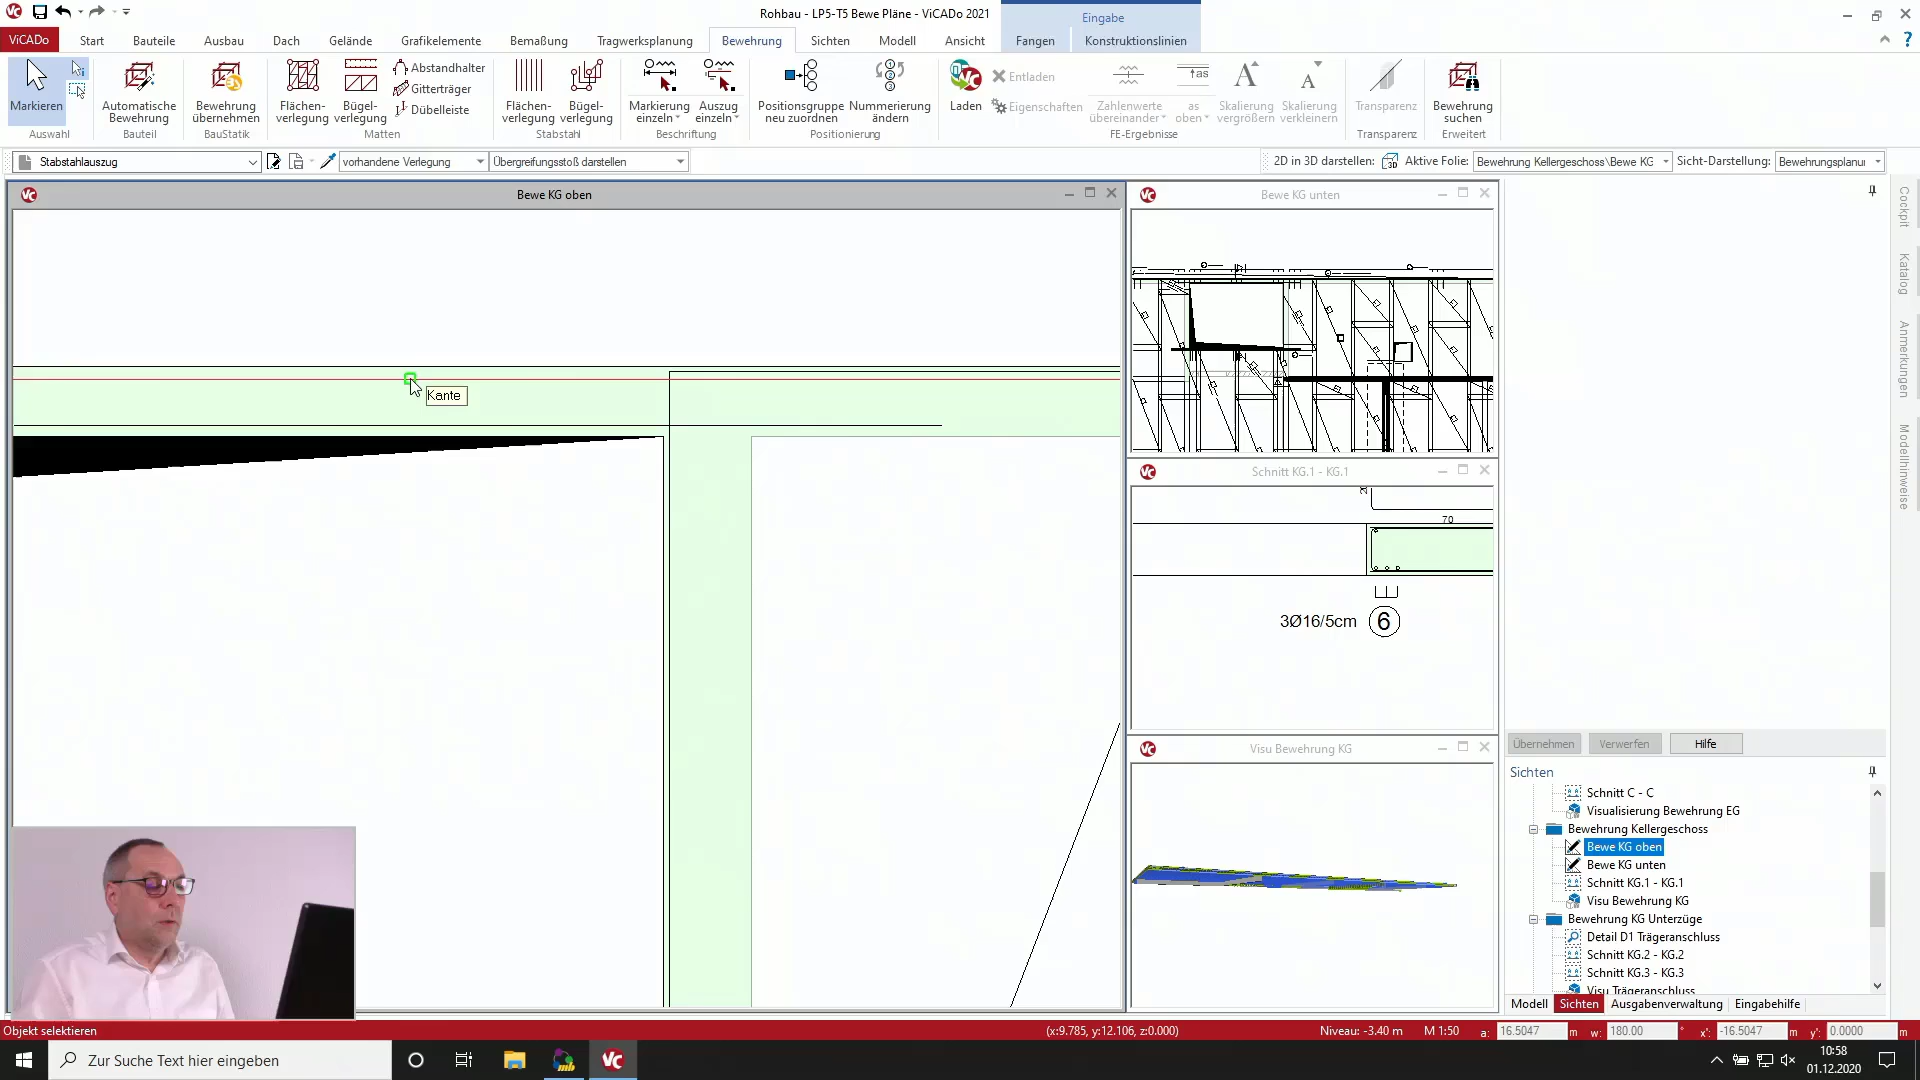 Rohbau - LP5-T5 Bewe Pläne - ViCADo 2021
Eingabe
ViCADo
Start
Bauteile
Ausbau
Dach
Gelände
Grafikelemente
Bemaßung
Tragwerksplanung
Bewehrung
Sichten
Modell
Ansicht
Fangen
Konstruktionslinien
Markieren
Automatische Bewehrung
Bewehrung übernehmen
Flächen-verlegung
Bügel-verlegung
Abstandhalter
Gitterträger
Dübelleiste
Flächen-verlegung
Bügel-verlegung
Markierung einzeln
Auszug einzeln
Positionsgruppe neu zuordnen
Nummerierung ändern
Laden
Entladen
Eigenschaften
Zahlenwerte übereinander
as
as oben
Skalierung vergrößern
Skalierung verkleinern
Transparenz
Bewehrung suchen
Auswahl
Bauteil
BauStatik
Matten
Stabstahl
Beschriftung
Positionierung
FE-Ergebnisse
Transparenz
Erweitert
Stabstahlauszug
vorhandene Verlegung
Übergreifungsstoß darstellen
2D in 3D darstellen:
Aktive Folie:
Bewehrung Kellergeschoss\Bewe KG
Sicht-Darstellung:
Bewehrungsplanu
Bewe KG oben
Bewe KG unten
Kante
Schnitt KG.1 - KG.1
70
3Ø16/5cm 6
Visu Bewehrung KG
Cockpit
Katalog
Anmerkungen
Modellhinweise
Übernehmen
Verwerfen
Hilfe
Sichten
Schnitt C - C
Visualisierung Bewehrung EG
Bewehrung Kellergeschoss
Bewe KG oben
Bewe KG unten
Schnitt KG.1 - KG.1
Visu Bewehrung KG
Bewehrung KG Unterzüge
Detail D1 Trägeranschluss
Schnitt KG.2 - KG.2
Schnitt KG.3 - KG.3
Visu Trägeranschluss
Modell
Sichten
Ausgabenverwaltung
Eingabehilfe
Objekt selektieren
(x:9.785, y:12.106, z:0.000)
Niveau: -3.40 m
M 1:50
a: 16.5047 m
w: 180.00 °
x': -16.5047 m
y': 0.0000 m
Zur Suche Text hier eingeben
mb
10:58
01.12.2020